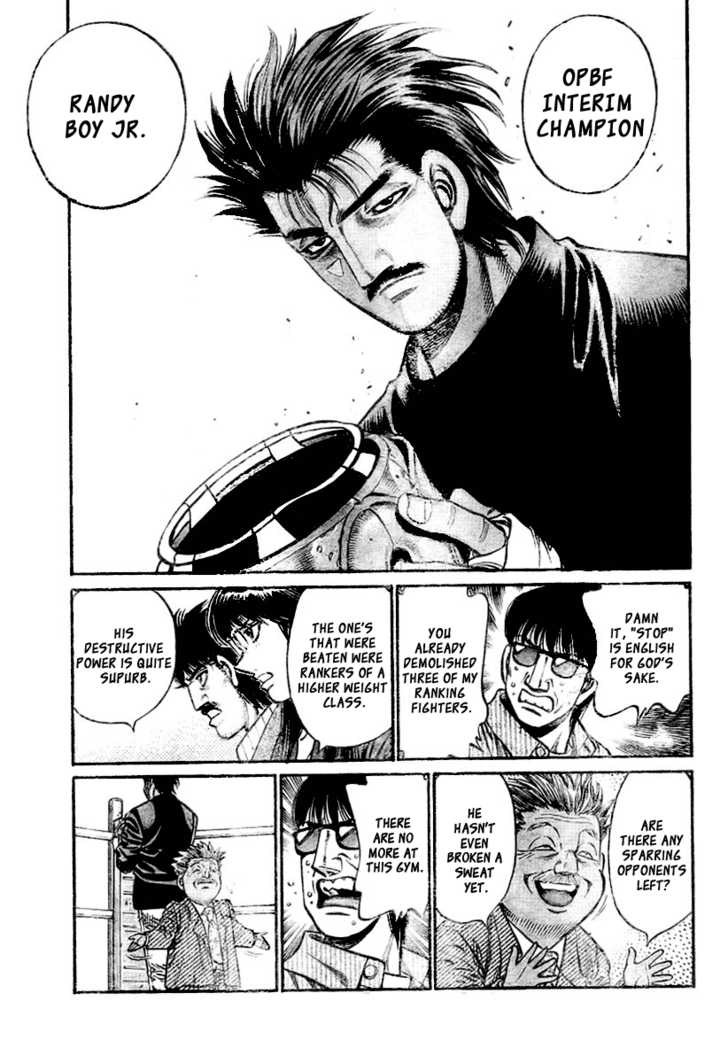 OPBF
INTERIM
CHAMPION
RANDY
BOY JR.
DAMN
IT, "STOP"
IS ENGLISH
FOR GOD'S
SAKE.
YOU
ALREADY
DEMOLISHED
THREE OF MY
RANKING
FIGHTERS.
THE ONE'S
THAT WERE
BEATEN WERE
RANKERS OF A
HIGHER WEIGHT
CLASS.
HIS
DESTRUCTIVE
POWER IS QUITE
SUPURB.
ARE
THERE ANY
SPARRING
OPPONENTS
LEFT?
HE
HASN'T
EVEN
BROKEN A
SWEAT
YET.
THERE
ARE NO
MORE AT
THIS GYM.